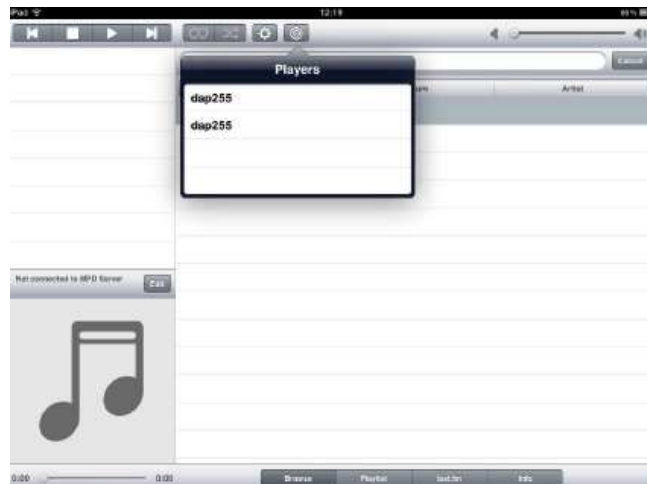 iPad 12:19
Cancel
Players
Artist
dap255
dap255
Not connected to MPD Server Edit
0:00 0:00
Browse Playlist last.fm Info